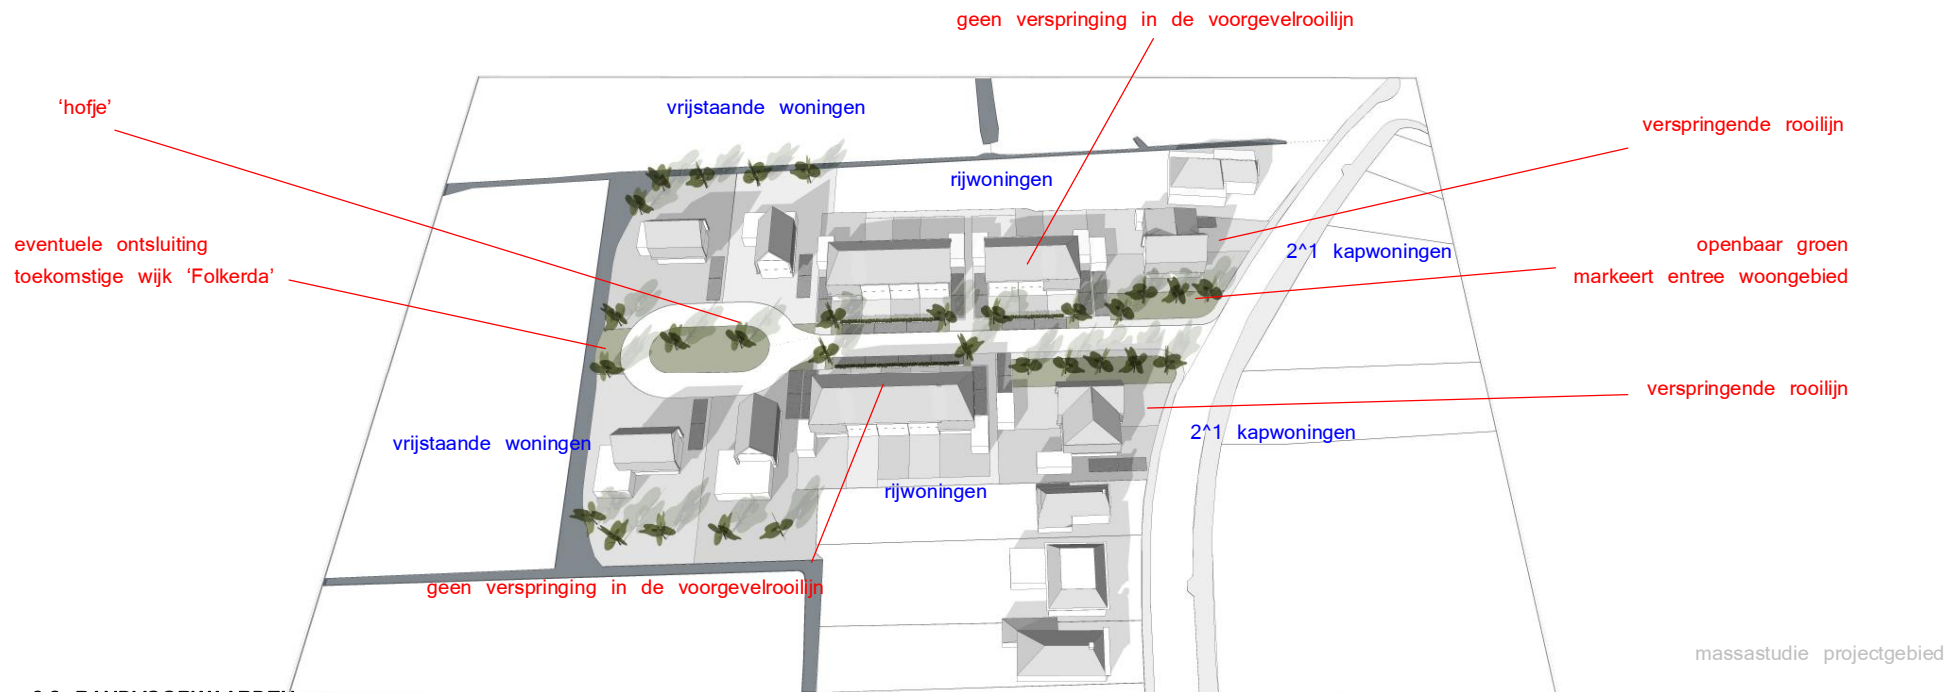 geen verspringing in de voorgevelrooilijn
‘hofje’
vrijstaande woningen
verspringende rooilijn
rijwoningen
eventuele ontsluiting
toekomstige wijk ‘Folkerda’
2^1 kapwoningen
openbaar groen
markeert entree woongebied
verspringende rooilijn
vrijstaande woningen
2^1 kapwoningen
rijwoningen
geen verspringing in de voorgevelrooilijn
massastudie projectgebied